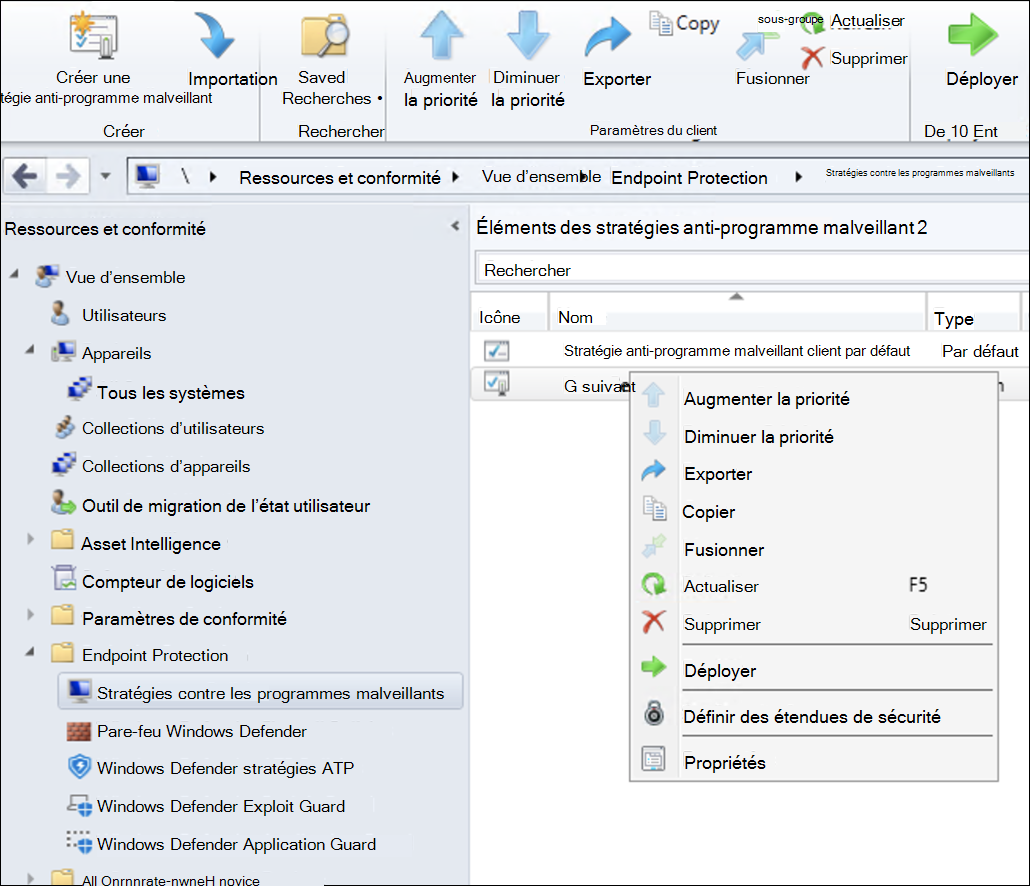 Créer une
tégie anti-programme malveillant
Importation
Saved
Recherches •
Augmenter
la priorité
Diminuer
la priorité
Exporter
Copy
sous-groupe
Fusionner
Actualiser
Supprimer
Déployer
Créer
Rechercher
Paramètres du client
De 10 Ent
\ Ressources et conformité Vue d’ensemble Endpoint Protection Stratégies contre les programmes malveillants
Ressources et conformité
Vue d’ensemble
Utilisateurs
Appareils
Tous les systèmes
Collections d’utilisateurs
Collections d’appareils
Outil de migration de l’état utilisateur
Asset Intelligence
Compteur de logiciels
Paramètres de conformité
Endpoint Protection
Stratégies contre les programmes malveillants
Pare-feu Windows Defender
Windows Defender stratégies ATP
Windows Defender Exploit Guard
Windows Defender Application Guard
All
Éléments des stratégies anti-programme malveillant 2
Rechercher
Icône Nom Type
Stratégie anti-programme malveillant client par défaut Par défaut
G suivant
Augmenter la priorité
Diminuer la priorité
Exporter
Copier
Fusionner
Actualiser F5
Supprimer Supprimer
Déployer
Définir des étendues de sécurité
Propriétés